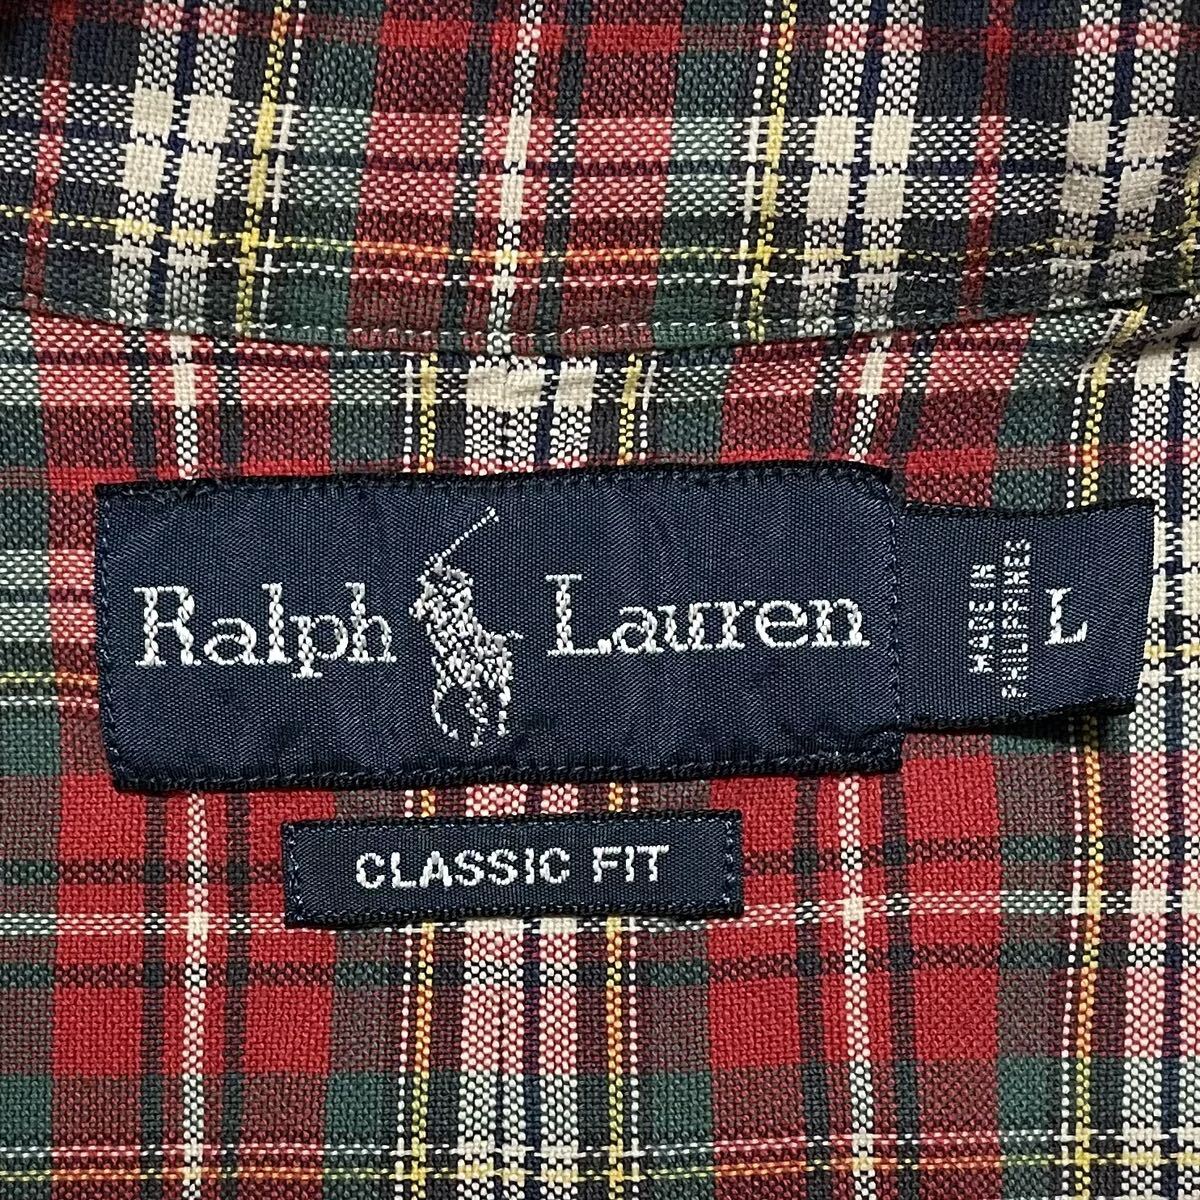 Ralph Lauren
MADE IN
PHILIPPINES
L
CLASSIC FIT